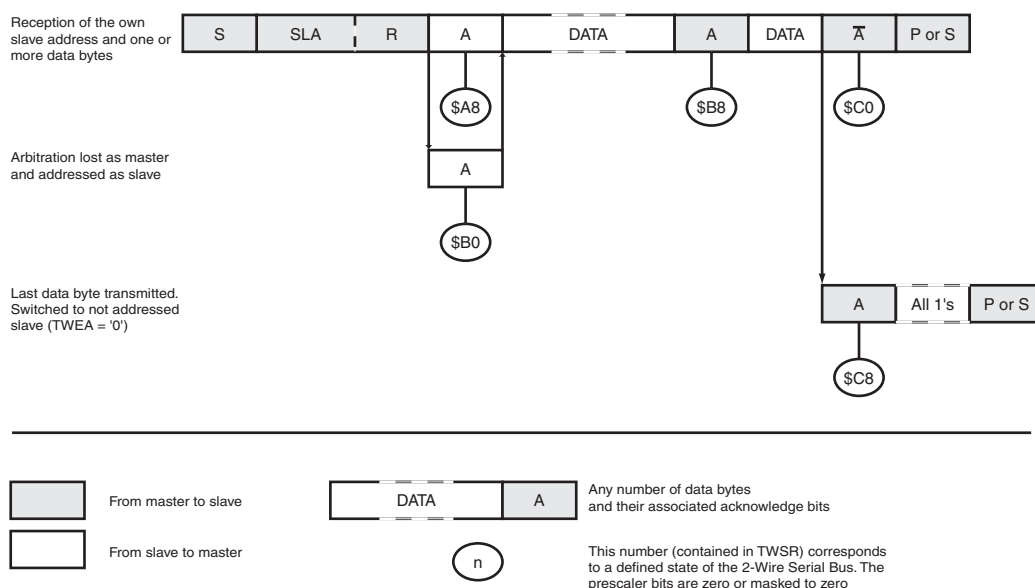 Reception of the own
slave address and one or
more data bytes
S SLA R A DATA A DATA A̅ P or S
$A8 $B8 $C0
Arbitration lost as master
and addressed as slave
A
$B0
Last data byte transmitted.
Switched to not addressed
slave (TWEA = '0')
A All 1's P or S
$C8
From master to slave
DATA A
Any number of data bytes
and their associated acknowledge bits
From slave to master
n
This number (contained in TWSR) corresponds
to a defined state of the 2-Wire Serial Bus. The
prescaler bits are zero or masked to zero